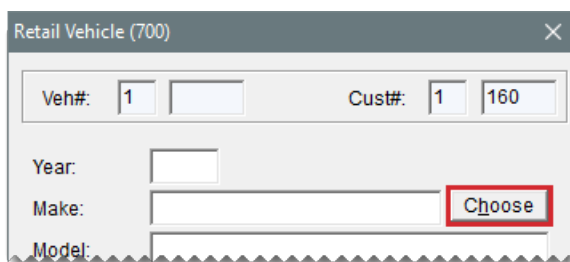 Retail Vehicle (700)
Veh#: 1 Cust#: 1 160
Year:
Make: Choose
Model: